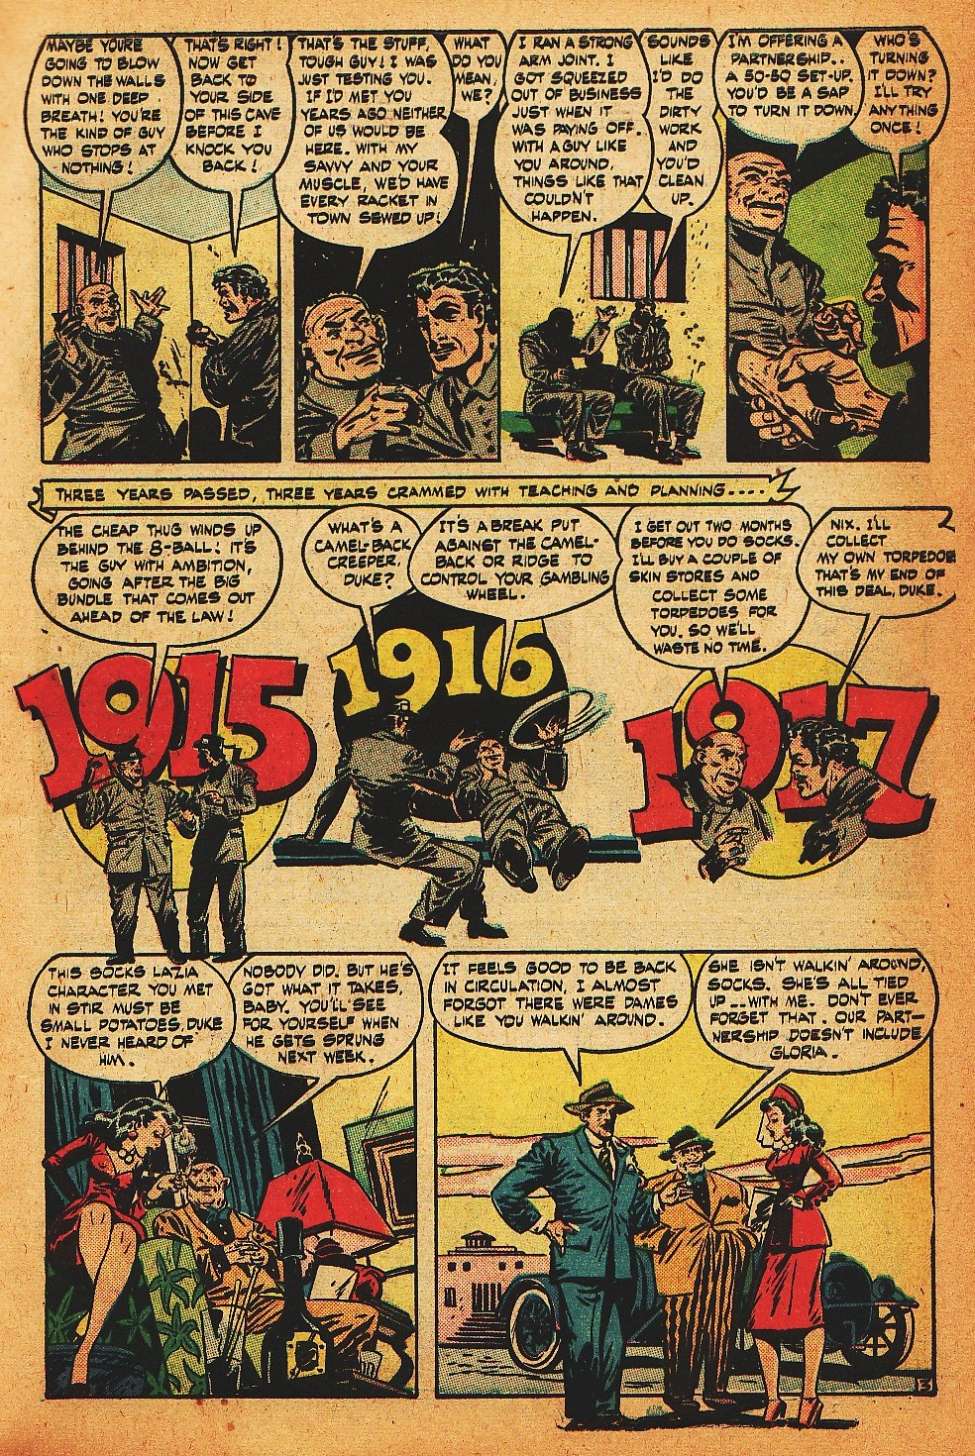 MAYBE YOU'RE
GOING TO BLOW
DOWN THE WALLS
WITH ONE DEEP
BREATH! YOU'RE
THE KIND OF GUY
WHO STOPS AT
NOTHING!
THAT'S RIGHT!
NOW GET
BACK TO
YOUR SIDE
OF THIS CAVE
BEFORE I
KNOCK YOU
BACK!
THAT'S THE STUFF,
TOUGH GUY! I WAS
JUST TESTING YOU.
IF I'D MET YOU
YEARS AGO NEITHER
OF US WOULD BE
HERE. WITH MY
SAVVY AND YOUR
MUSCLE, WE'D HAVE
EVERY RACKET IN
TOWN SEWED UP!
WHAT
DO YOU
MEAN,
WE?
I RAN A STRONG
ARM JOINT. I
GOT SQUEEZED
OUT OF BUSINESS
JUST WHEN IT
WAS PAYING OFF.
WITH A GUY LIKE
YOU AROUND,
THINGS LIKE THAT
COULDN'T
HAPPEN.
SOUNDS
LIKE
I'D DO
THE
DIRTY
WORK
AND
YOU'D
CLEAN
UP.
I'M OFFERING A
PARTNERSHIP..
A 50-50 SET-UP.
YOU'D BE A SAP
TO TURN IT DOWN.
WHO'S
TURNING
IT DOWN?
I'LL TRY
ANYTHING
ONCE!
THREE YEARS PASSED, THREE YEARS CRAMMED WITH TEACHING AND PLANNING....
THE CHEAP THUG WINDS UP
BEHIND THE 8-BALL! IT'S
THE GUY WITH AMBITION,
GOING AFTER THE BIG
BUNDLE THAT COMES OUT
AHEAD OF THE LAW!
1915
WHAT'S A
CAMEL-BACK
CREEPER,
DUKE?
IT'S A BREAK PUT
AGAINST THE CAMEL-
BACK OR RIDGE TO
CONTROL YOUR GAMBLING
WHEEL.
1916
I GET OUT TWO MONTHS
BEFORE YOU DO SOCKS.
I'LL BUY A COUPLE OF
SKIN STORES AND
COLLECT SOME
TORPEDOES FOR
YOU. SO WE'LL
WASTE NO TIME.
NIX. I'LL
COLLECT
MY OWN TORPEDOES
THAT'S MY END OF
THIS DEAL, DUKE.
1917
THIS SOCKS LAZIA
CHARACTER YOU MET
IN STIR MUST BE
SMALL POTATOES, DUKE
I NEVER HEARD OF
HIM.
NOBODY DID. BUT HE'S
GOT WHAT IT TAKES,
BABY. YOU'LL SEE
FOR YOURSELF WHEN
HE GETS SPRUNG
NEXT WEEK.
IT FEELS GOOD TO BE BACK
IN CIRCULATION, I ALMOST
FORGOT THERE WERE DAMES
LIKE YOU WALKIN' AROUND.
SHE ISN'T WALKIN' AROUND,
SOCKS. SHE'S ALL TIED
UP -- WITH ME. DON'T EVER
FORGET THAT. OUR PART-
NERSHIP DOESN'T INCLUDE
GLORIA.
3